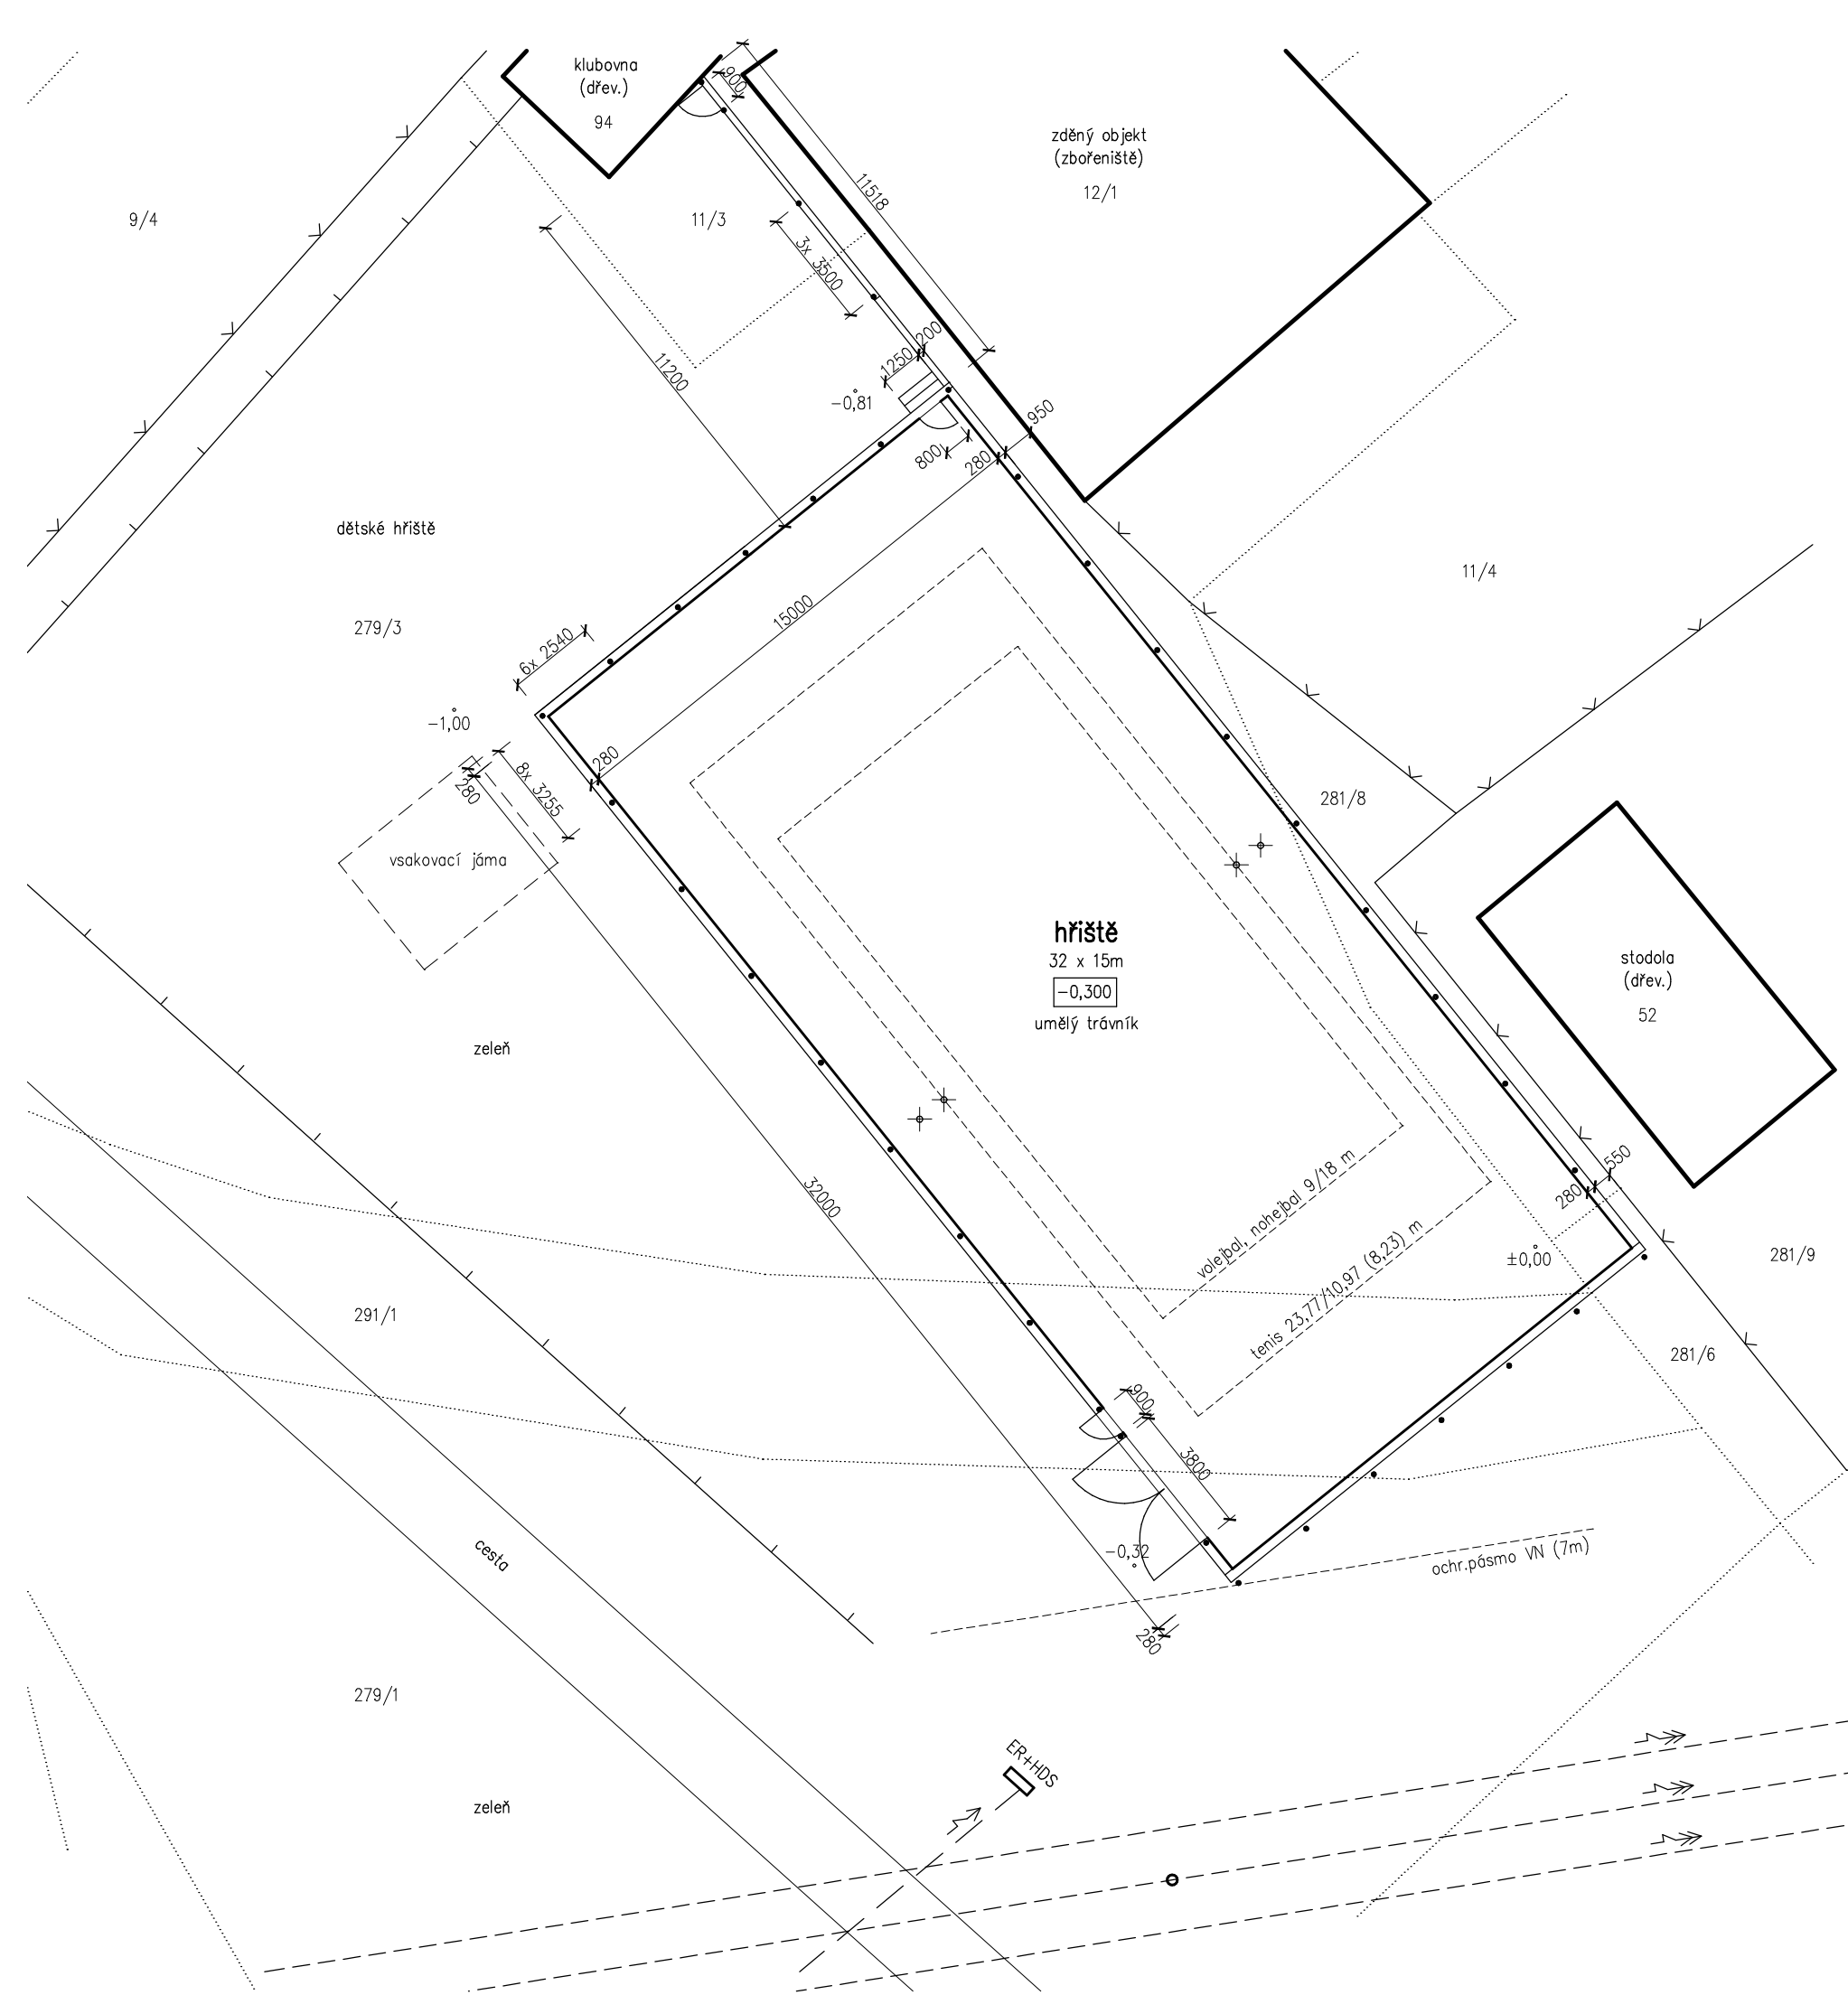 klubovna
(dřev.)
94
900
zděný objekt
(zbořeniště)
12/1
9/4
11/3
11518
3x 3500
11200
200
1250
-0,81
950
800
280
dětské hřiště
11/4
279/3
15000
6x 2540
-1,00
280
280
8x 3255
281/8
vsakovací jáma
hřiště
32 x 15m
-0,300
umělý trávník
stodola
(dřev.)
52
zeleň
32000
volejbal, nohejbal 9/18 m
tenis 23,77/10,97 (8,23) m
550
280
±0,00
281/9
291/1
281/6
900
3800
-0,32
cesta
ochr.pásmo VN (7m)
280
279/1
ER+HDS
zeleň